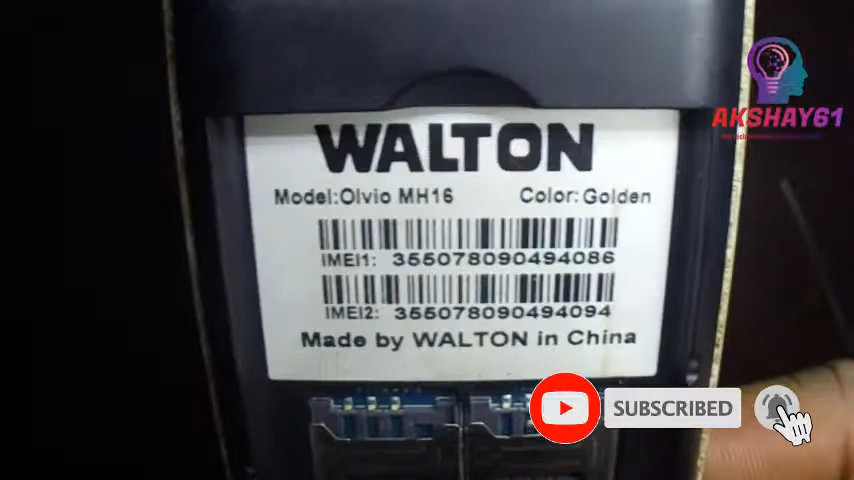 WALTON
Model:Olvio MH16 Color:Golden
IMEI1: 355078090494086
IMEI2: 355078090494094
Made by WALTON in China
AKSHAY61
SUBSCRIBED